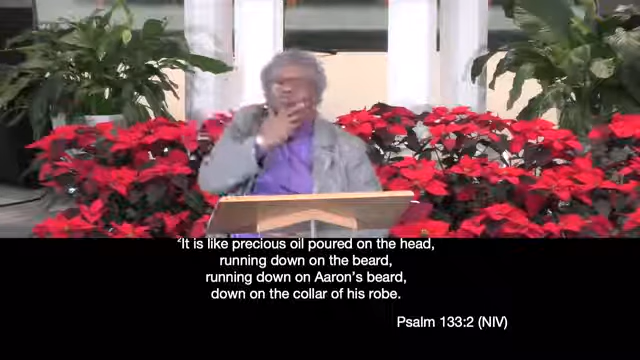 ²It is like precious oil poured on the head,
running down on the beard,
running down on Aaron's beard,
down on the collar of his robe.
Psalm 133:2 (NIV)